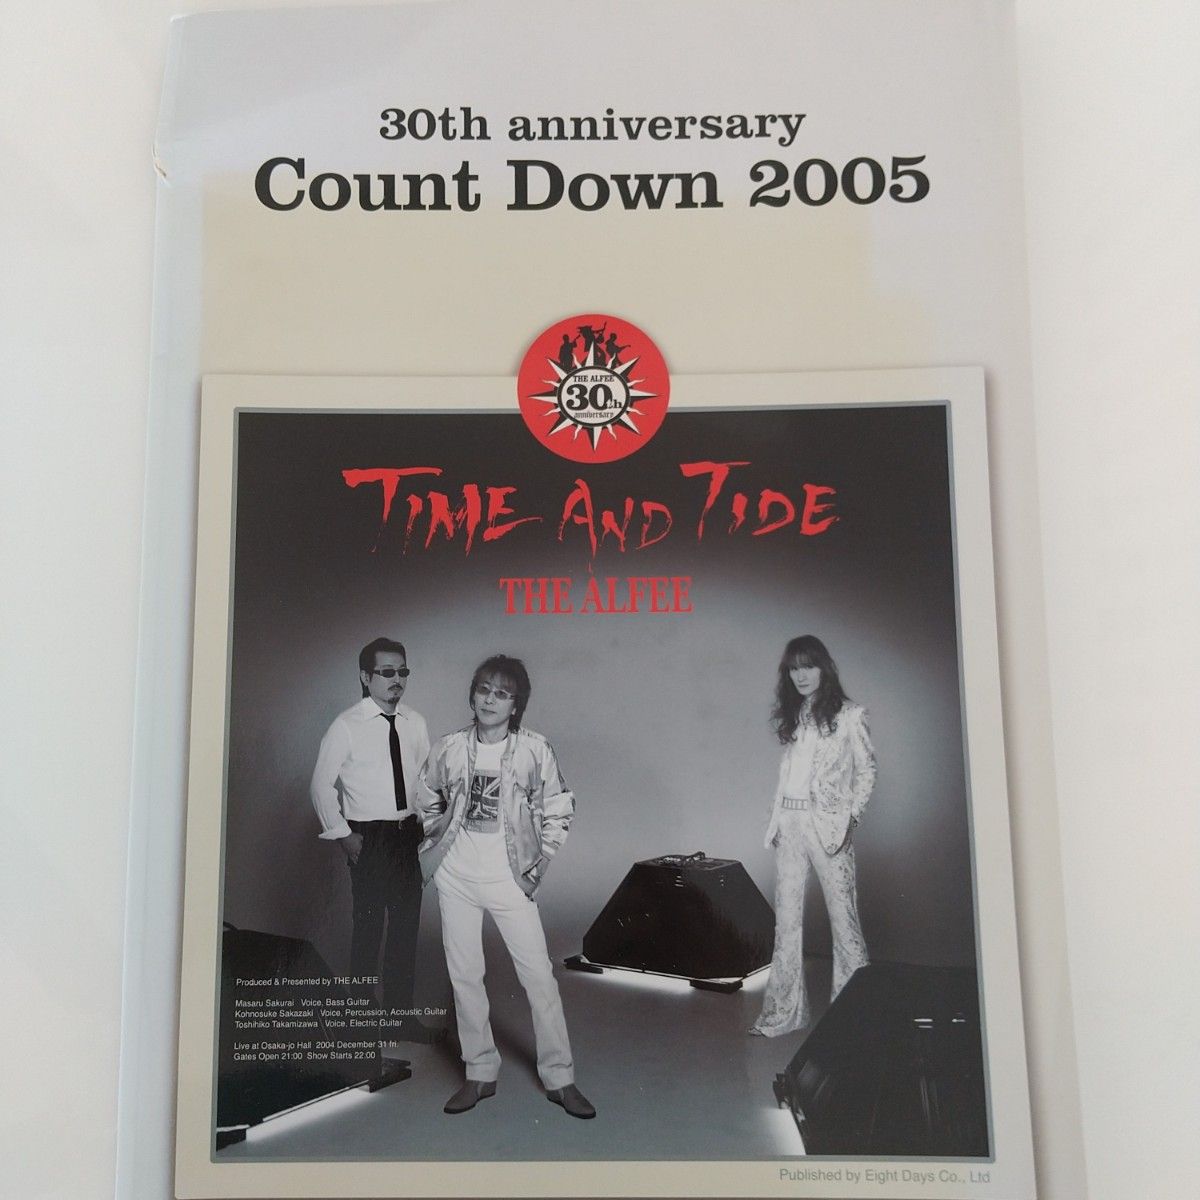 30th anniversary
Count Down 2005
THE ALFEE
30th
anniversary
TIME AND TIDE
THE ALFEE
Produced & Presented by THE ALFEE
Masaru Sakurai Voice, Bass Guitar
Kohnosuke Sakazaki Voice, Percussion, Acoustic Guitar
Toshihiko Takamizawa Voice, Electric Guitar
Live at Osaka-jo Hall 2004 December 31 fri.
Gates Open 21:00 Show Starts 22:00
Published by Eight Days Co., Ltd